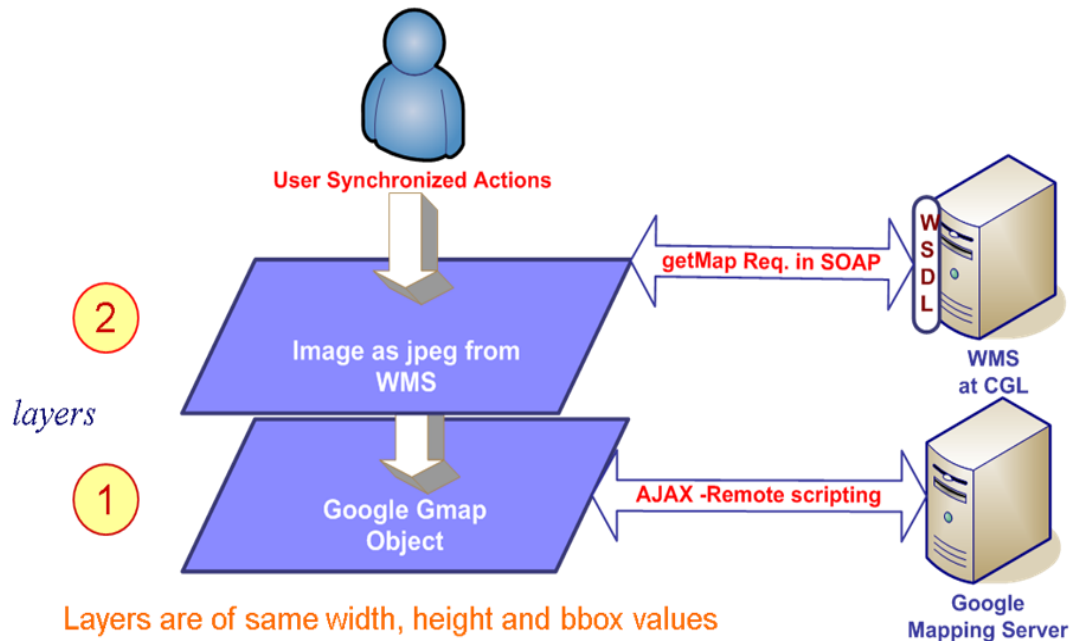 User Synchronized Actions
getMap Req. in SOAP
WSDL
2
Image as jpeg from
WMS
WMS
at CGL
layers
1
Google Gmap
Object
AJAX -Remote scripting
Google
Mapping Server
Layers are of same width, height and bbox values